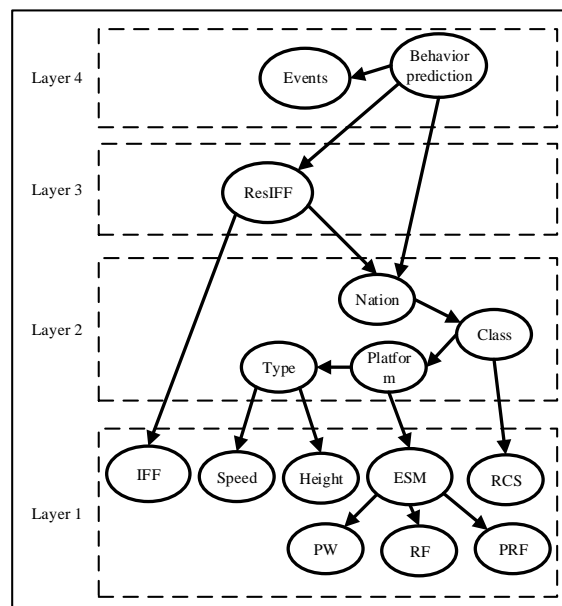 Layer 4
Events
Behavior
prediction
Layer 3
ResIFF
Layer 2
Nation
Class
Type
Platfor
m
Layer 1
IFF
Speed
Height
ESM
RCS
PW
RF
PRF